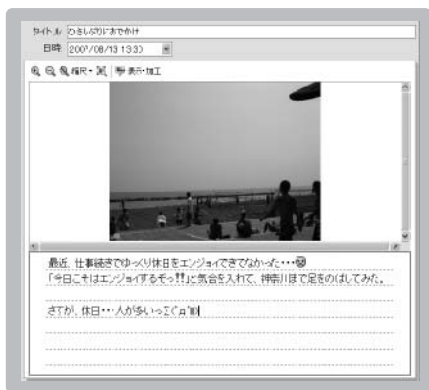 タイトル ひさしぶりにおでかけ
日時 2007/08/13 13:30
縮尺 表示・加工
最近、仕事続きでゆっくり休日をエンジョイできてなかった・・・
「今日こそはエンジョイするぞっ!!」と気合を入れて、神奈川まで足をのばしてみた。
さすが、休日・・・人が多いっΣ(ﾟдﾟlll)